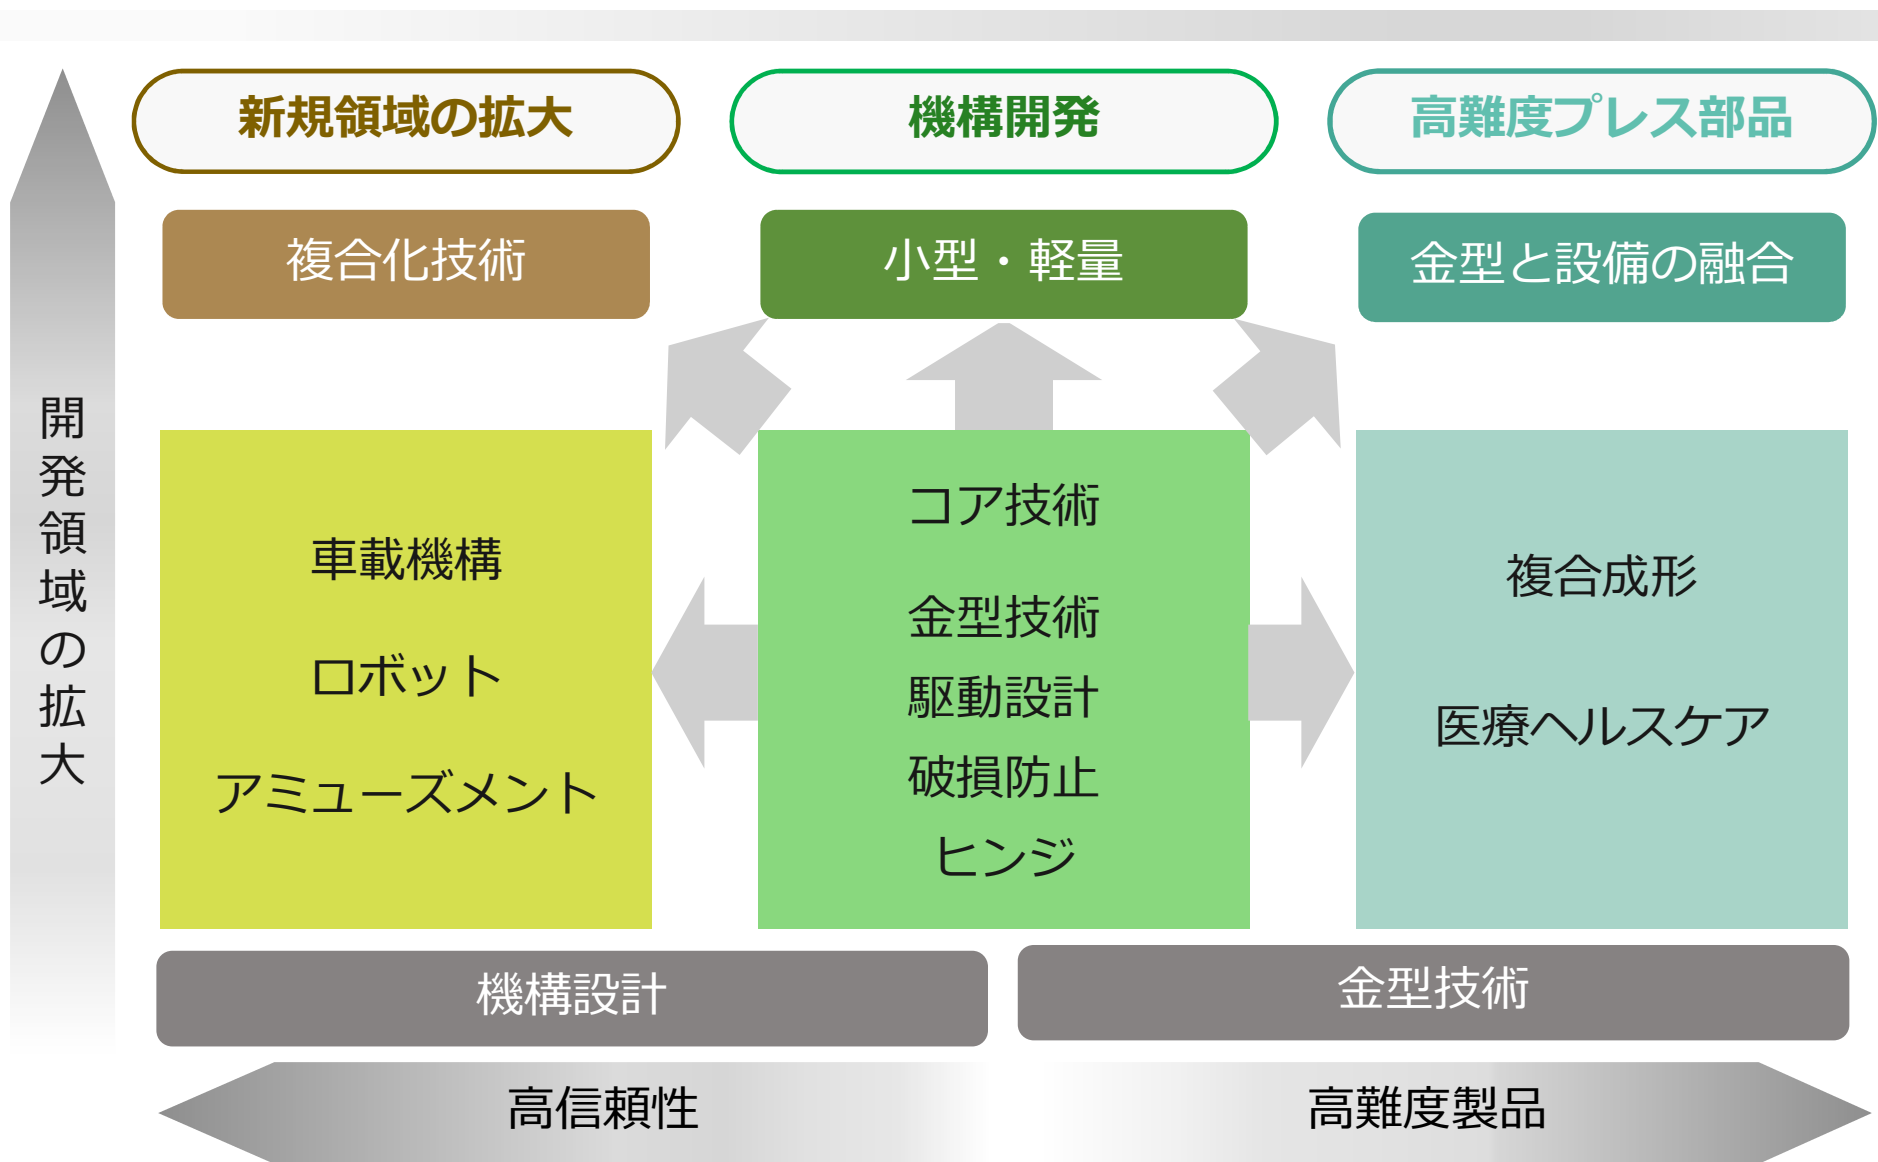 新規領域の拡大
機構開発
高難度プレス部品
複合化技術
小型・軽量
金型と設備の融合
開発領域の拡大
車載機構
ロボット
アミューズメント
コア技術
金型技術
駆動設計
破損防止
ヒンジ
複合成形
医療ヘルスケア
機構設計
金型技術
高信頼性
高難度製品